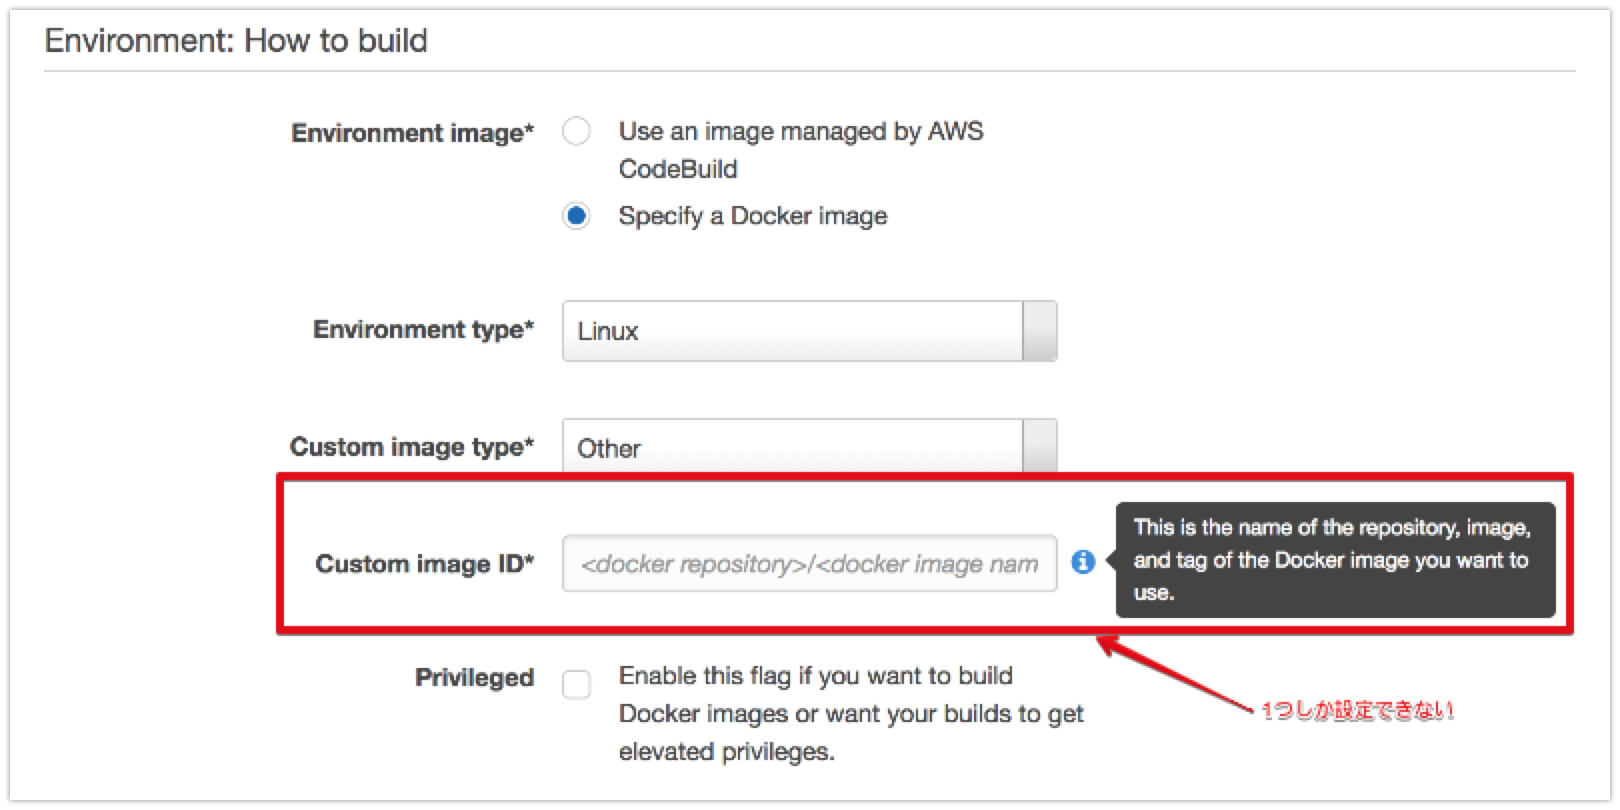 Environment: How to build
Environment image*
Use an image managed by AWS
CodeBuild
Specify a Docker image
Environment type*
Linux
Custom image type*
Other
Custom image ID*
<docker repository>/<docker image nam
This is the name of the repository, image,
and tag of the Docker image you want to
use.
Privileged
Enable this flag if you want to build
Docker images or want your builds to get
elevated privileges.
1つしか設定できない